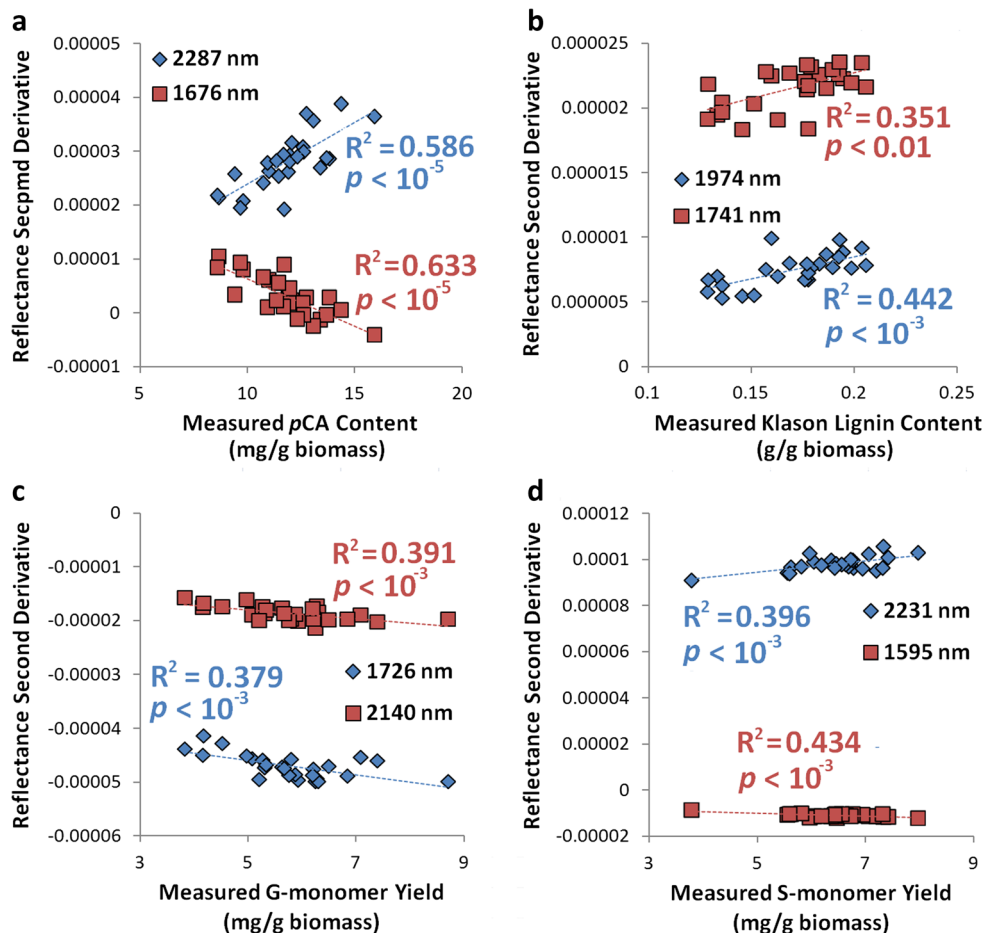 a
0.00005
0.00004
0.00003
0.00002
0.00001
0
-0.00001
Reflectance Secpmd Derivative
2287 nm
1676 nm
R² = 0.586
p < 10⁻⁵
R² = 0.633
p < 10⁻⁵
5 10 15 20
Measured pCA Content
(mg/g biomass)
b
0.000025
0.00002
0.000015
0.00001
0.000005
0
Reflectance Second Derivative
R² = 0.351
p < 0.01
1974 nm
1741 nm
R² = 0.442
p < 10⁻³
0.1 0.15 0.2 0.25
Measured Klason Lignin Content
(g/g biomass)
c
0
-0.00001
-0.00002
-0.00003
-0.00004
-0.00005
-0.00006
Reflectance Second Derivative
R² = 0.391
p < 10⁻³
R² = 0.379
p < 10⁻³
1726 nm
2140 nm
3 5 7 9
Measured G-monomer Yield
(mg/g biomass)
d
0.00012
0.0001
0.00008
0.00006
0.00004
0.00002
0
-0.00002
Reflectance Second Derivative
R² = 0.396
p < 10⁻³
2231 nm
1595 nm
R² = 0.434
p < 10⁻³
3 5 7 9
Measured S-monomer Yield
(mg/g biomass)